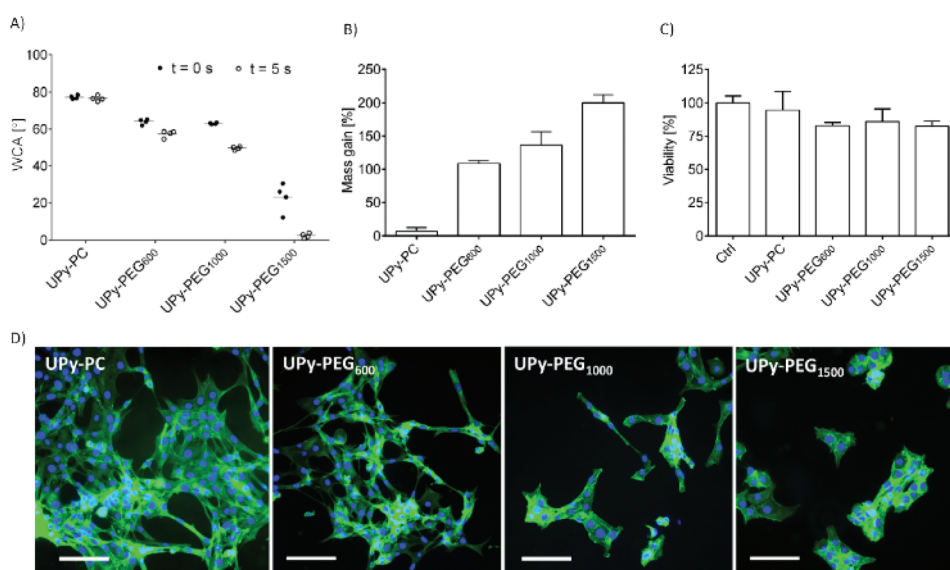 A)
WCA [°]
100
80
60
40
20
0
• t = 0 s ○ t = 5 s
UPy-PC
UPy-PEG600
UPy-PEG1000
UPy-PEG1500
B)
Mass gain [%]
250
200
150
100
50
0
UPy-PC
UPy-PEG600
UPy-PEG1000
UPy-PEG1500
C)
Viability [%]
125
100
75
50
25
0
Ctrl
UPy-PC
UPy-PEG600
UPy-PEG1000
UPy-PEG1500
D)
UPy-PC
UPy-PEG600
UPy-PEG1000
UPy-PEG1500